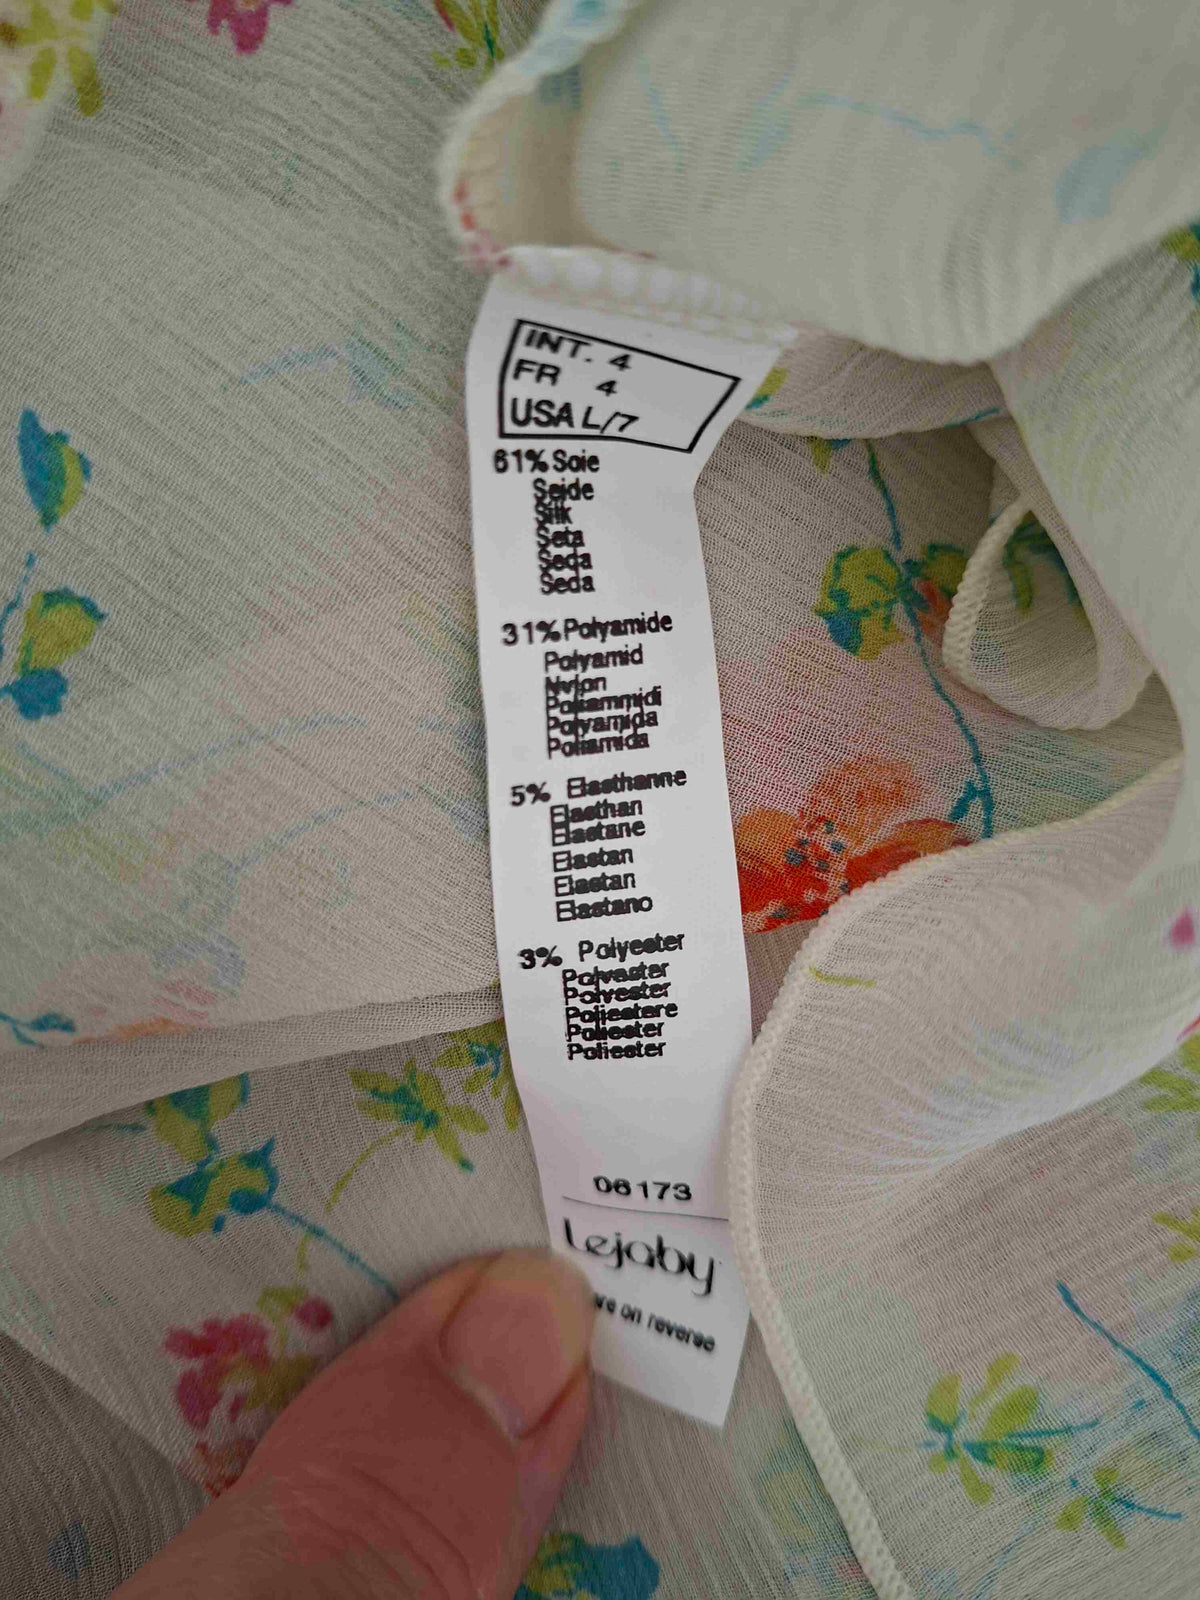 INT. 4
FR 4
USA L/7
61% Soie
Seide
Silk
Seta
Seda
Seda
31% Polyamide
Polyamid
Nylon
Poliammidi
Polyamida
Poliamida
5% Elasthanne
Elasthan
Elastane
Elastan
Elastan
Elastano
3% Polyester
Polyester
Polyester
Poliestere
Poliester
Poliester
06173
Lejaby
on reverse